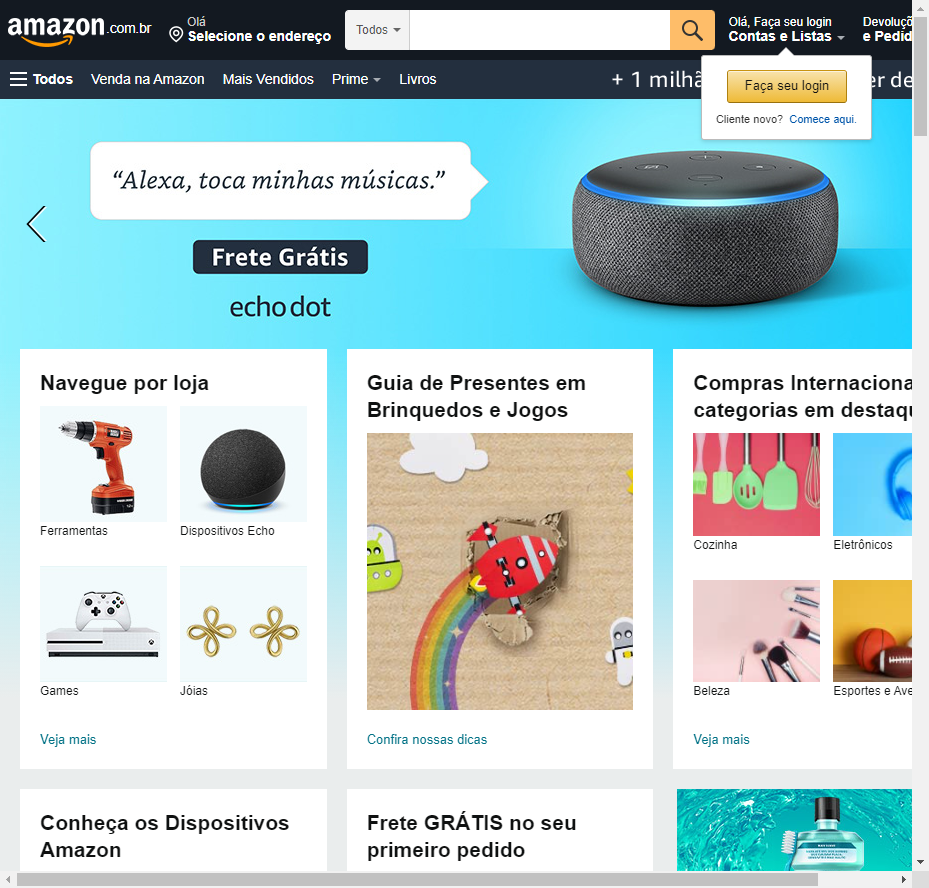 amazon.com.br
Olá
Selecione o endereço
Todos
Olá, Faça seu login
Contas e Listas
Devoluçõ
e Pedid
Todos
Venda na Amazon
Mais Vendidos
Prime
Livros
+ 1 milhã
er de
Faça seu login
Cliente novo? Comece aqui.
“Alexa, toca minhas músicas.”
Frete Grátis
echo dot
Navegue por loja
Ferramentas
Dispositivos Echo
Games
Jóias
Veja mais
Guia de Presentes em
Brinquedos e Jogos
Confira nossas dicas
Compras Internaciona
categorias em destaqu
Cozinha
Eletrônicos
Beleza
Esportes e Ave
Veja mais
Conheça os Dispositivos
Amazon
Frete GRÁTIS no seu
primeiro pedido